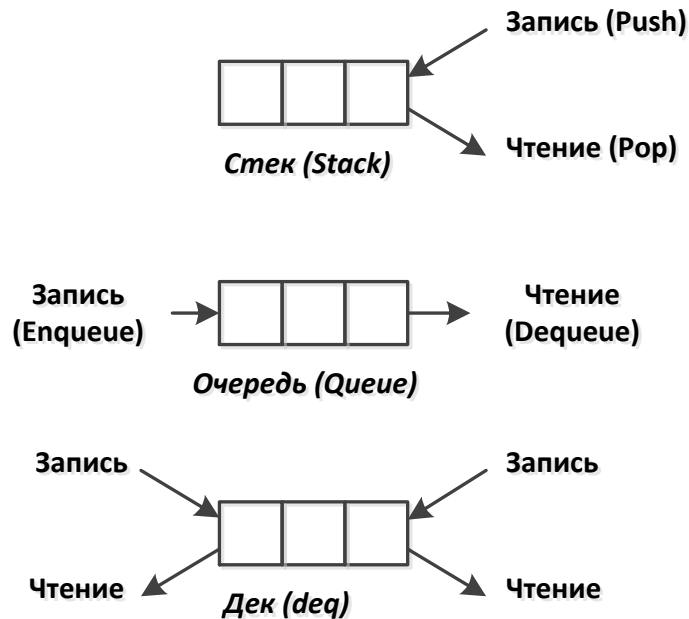 Запись (Push)
Чтение (Pop)
Стек (Stack)
Запись
(Enqueue)
Чтение
(Dequeue)
Очередь (Queue)
Запись
Запись
Чтение
Чтение
Дек (deq)